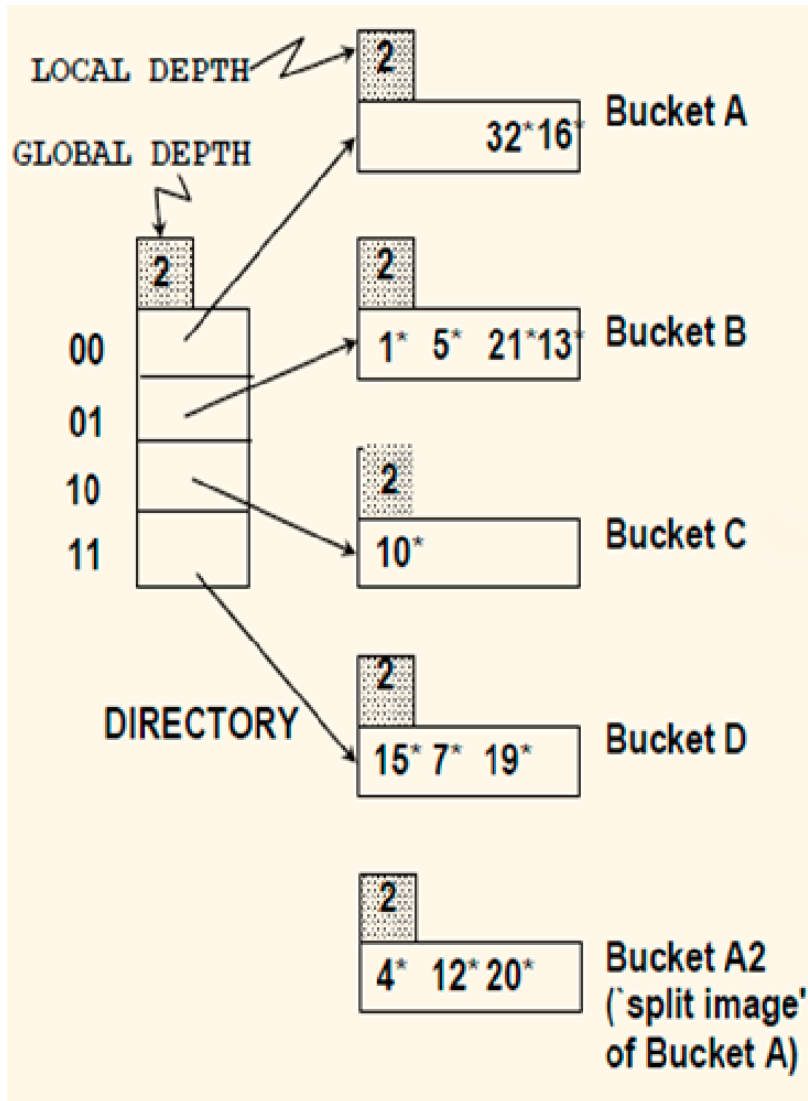 LOCAL DEPTH
2
32* 16*
Bucket A
GLOBAL DEPTH
2
00
01
10
11
DIRECTORY
2
1* 5* 21* 13*
Bucket B
2
10*
Bucket C
2
15* 7* 19*
Bucket D
2
4* 12* 20*
Bucket A2
(`split image'
of Bucket A)